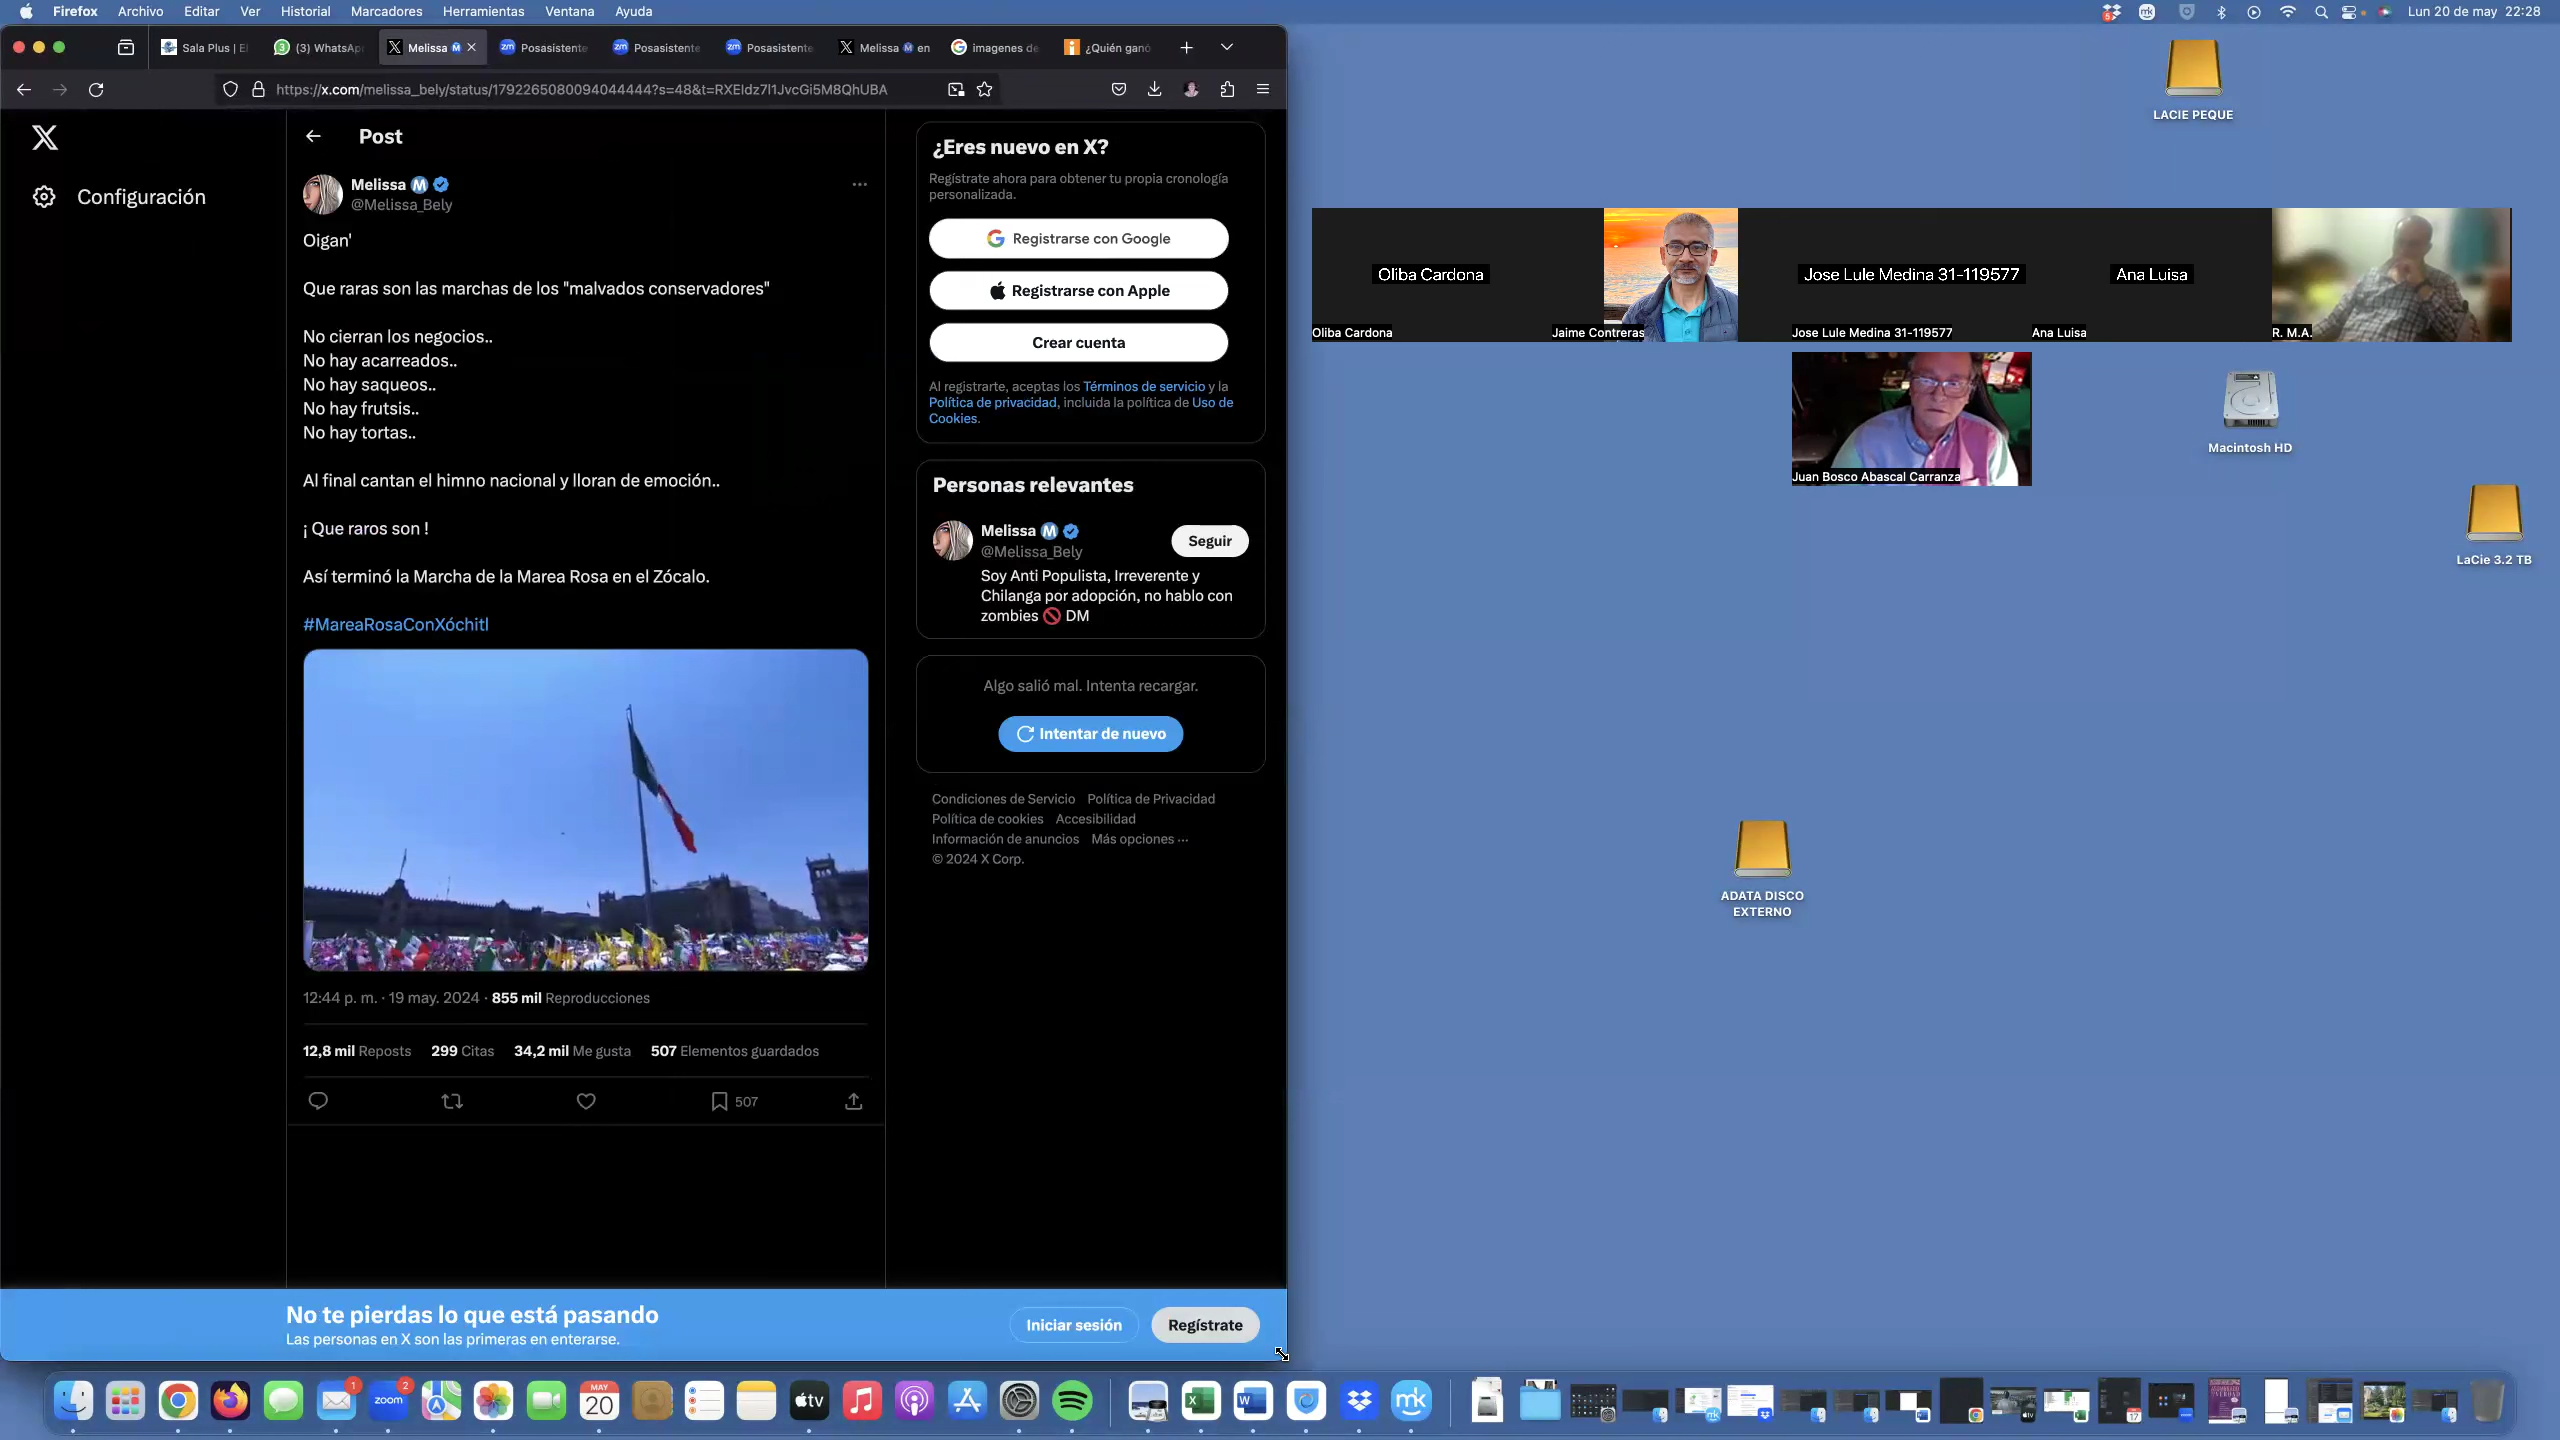 Firefox Archivo Editar Ver Historial Marcadores Herramientas Ventana Ayuda
Lun 20 de may 22:28
Sala Plus | El
(3) WhatsAp
Melissa Ⓜ
Posasistente
Posasistente
Posasistente
Melissa Ⓜ en
imagenes de
¿Quién ganó
https://x.com/melissa_bely/status/1792265080094044444?s=48&t=RXEIdz7l1JvcGi5M8QhUBA
Configuración
Post
Melissa Ⓜ
@Melissa_Bely
Oigan'
Que raras son las marchas de los "malvados conservadores"
No cierran los negocios..
No hay acarreados..
No hay saqueos..
No hay frutsis..
No hay tortas..
Al final cantan el himno nacional y lloran de emoción..
¡ Que raros son !
Así terminó la Marcha de la Marea Rosa en el Zócalo.
#MareaRosaConXóchitl
12:44 p. m. · 19 may. 2024 · 855 mil Reproducciones
12,8 mil Reposts 299 Citas 34,2 mil Me gusta 507 Elementos guardados
507
¿Eres nuevo en X?
Regístrate ahora para obtener tu propia cronología
personalizada.
Registrarse con Google
Registrarse con Apple
Crear cuenta
Al registrarte, aceptas los Términos de servicio y la
Política de privacidad, incluida la política de Uso de
Cookies.
Personas relevantes
Melissa Ⓜ
@Melissa_Bely
Seguir
Soy Anti Populista, Irreverente y
Chilanga por adopción, no hablo con
zombies 🚫 DM
Algo salió mal. Intenta recargar.
Intentar de nuevo
Condiciones de Servicio Política de Privacidad
Política de cookies Accesibilidad
Información de anuncios Más opciones ···
© 2024 X Corp.
No te pierdas lo que está pasando
Las personas en X son las primeras en enterarse.
Iniciar sesión
Regístrate
Oliba Cardona
Oliba Cardona
Jaime Contreras
Jose Lule Medina 31-119577
Jose Lule Medina 31-119577
Ana Luisa
Ana Luisa
R. M.A.
Juan Bosco Abascal Carranza
LACIE PEQUE
Macintosh HD
LaCie 3.2 TB
ADATA DISCO
EXTERNO
1
zoom
2
MAY
20
tv
mk
17